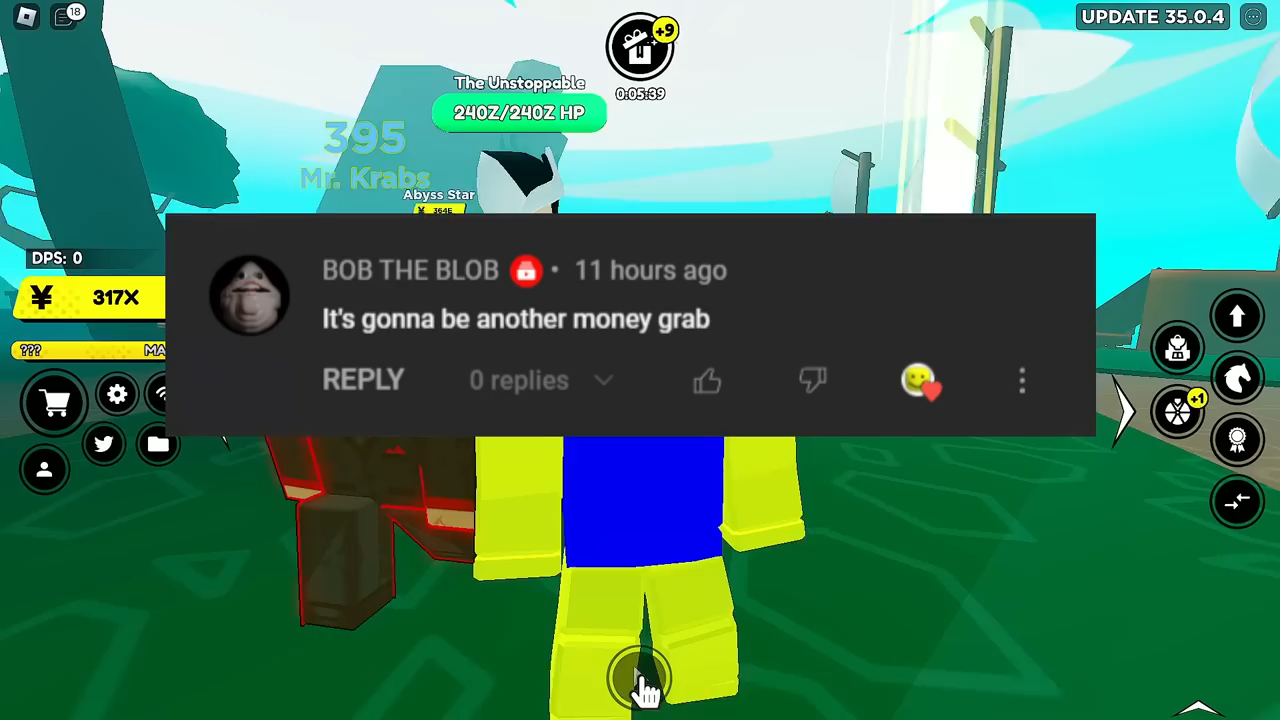 18
UPDATE 35.0.4
+9
0:05:39
The Unstoppable
240Z/240Z HP
395
Mr. Krabs
Abyss Star
¥ 364E
DPS: 0
¥ 317X
???
MA
BOB THE BLOB • 11 hours ago
It's gonna be another money grab
REPLY 0 replies
+1